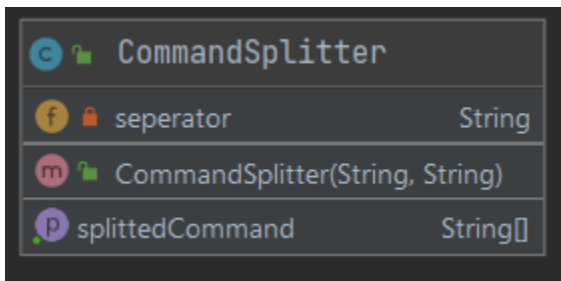 C CommandSplitter
f seperator String
m CommandSplitter(String, String)
p splittedCommand String[]